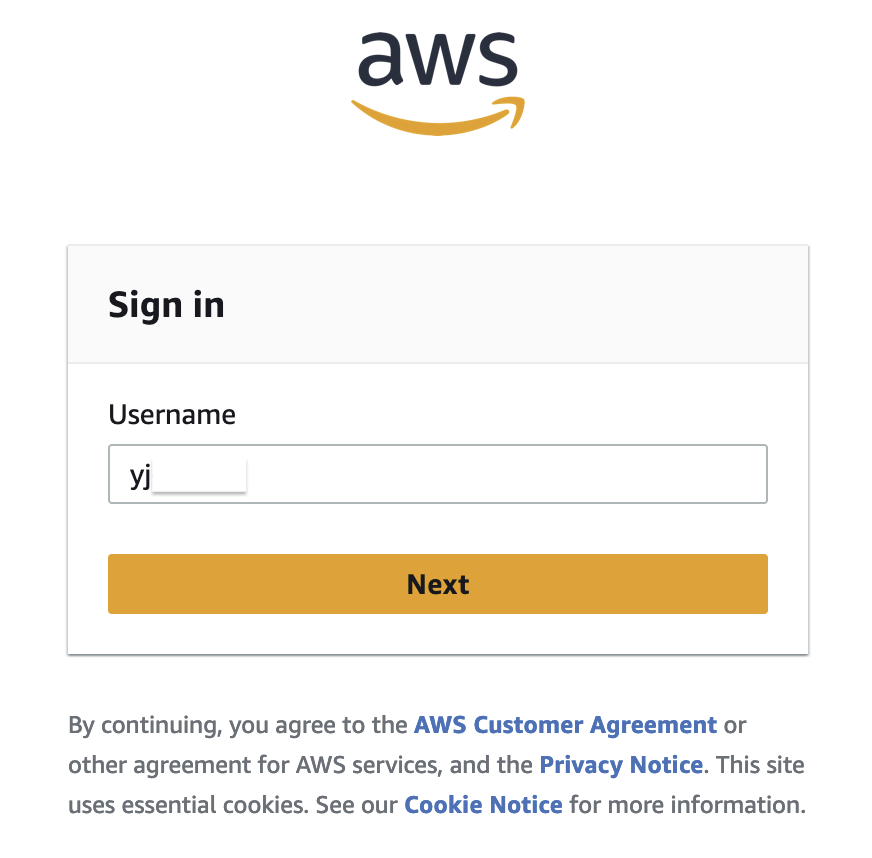 aws
Sign in
Username
yj
Next
By continuing, you agree to the AWS Customer Agreement or
other agreement for AWS services, and the Privacy Notice. This site
uses essential cookies. See our Cookie Notice for more information.